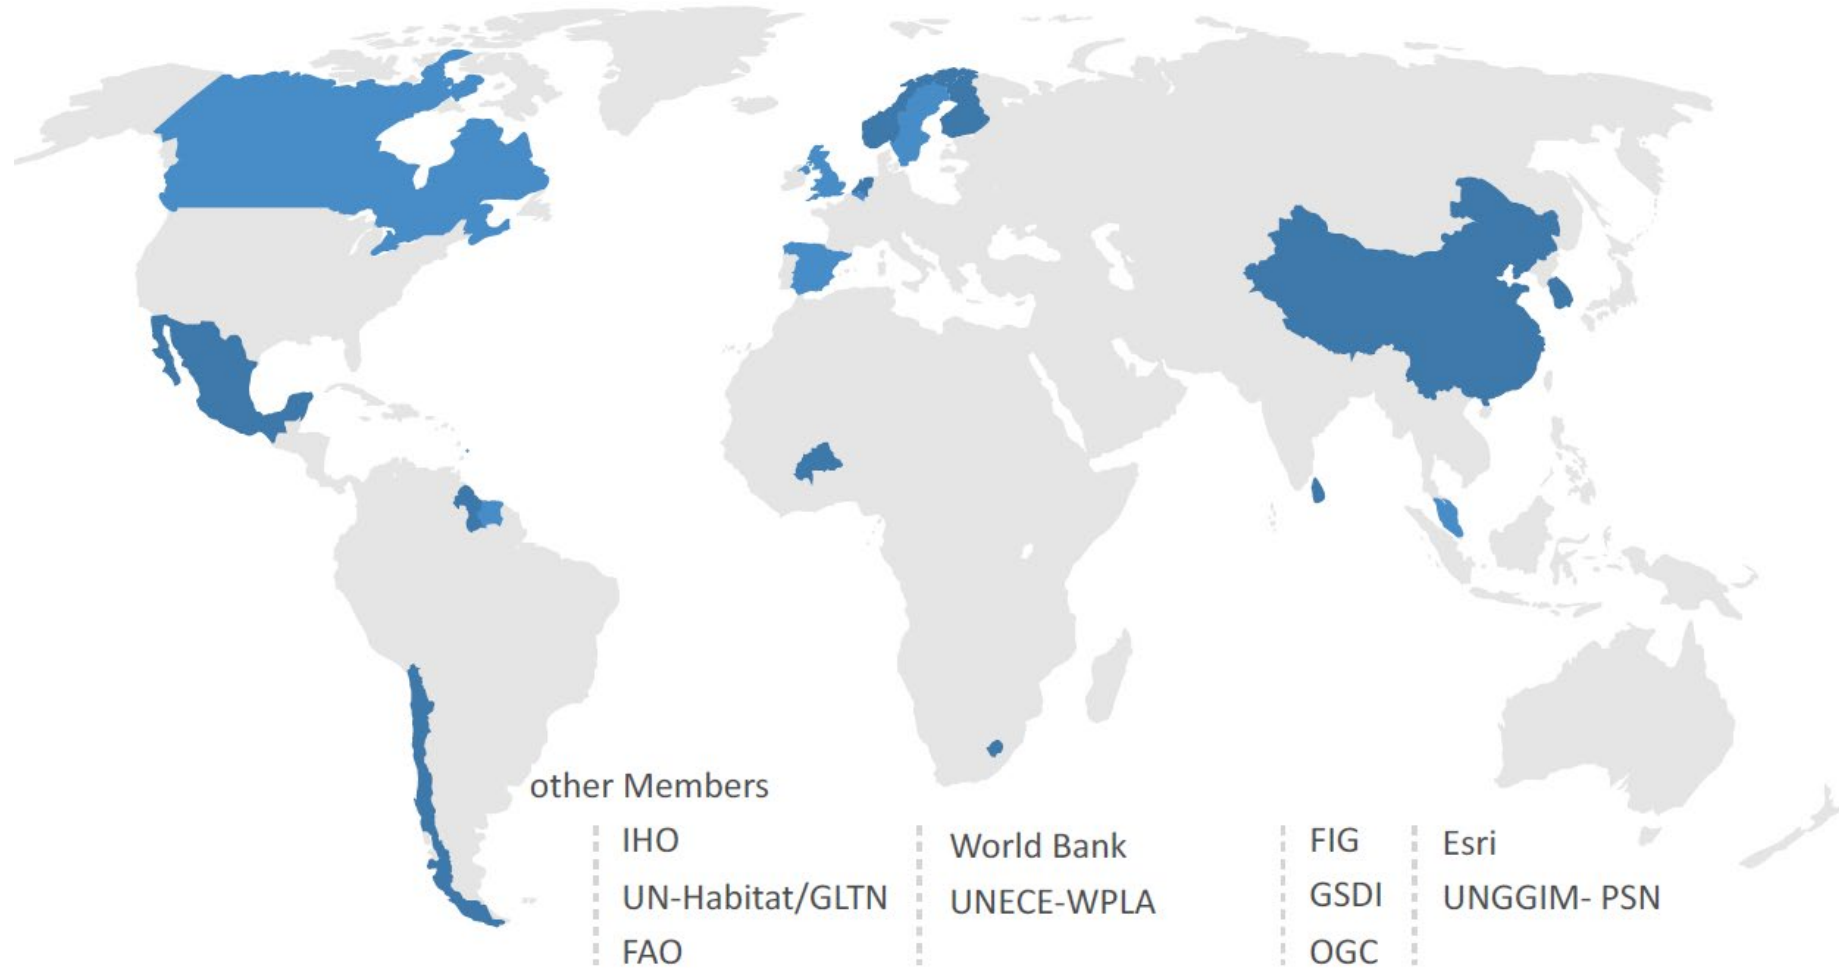 other Members
IHO
UN-Habitat/GLTN
FAO
World Bank
UNECE-WPLA
FIG
GSDI
OGC
Esri
UNGGIM- PSN